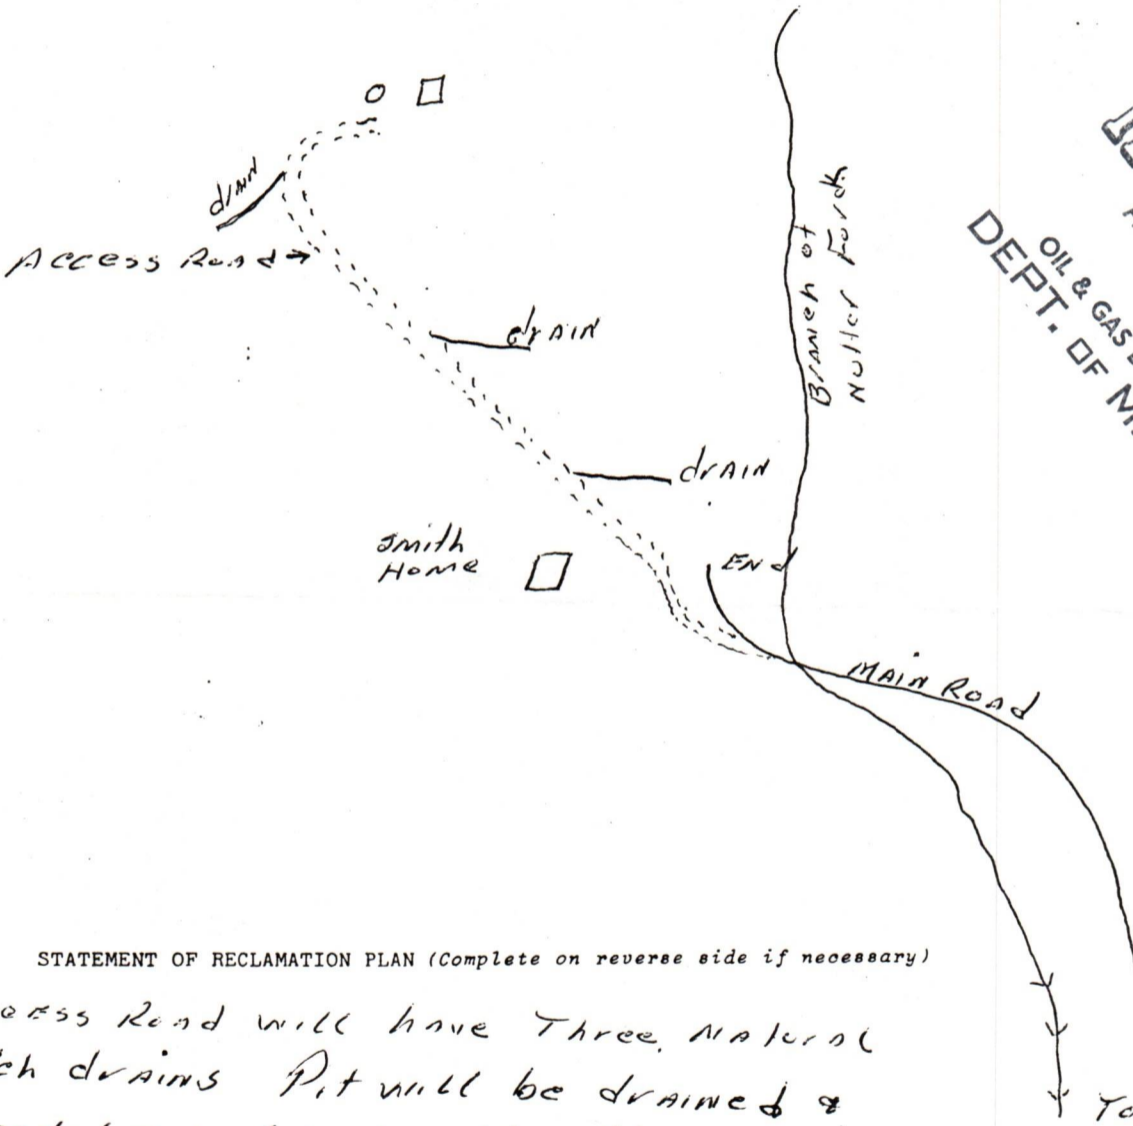 drain
Access Road
drain
Branch of
Nutter Fork
OIL & GAS
DEPT. OF M
drain
Smith
Home
End
Main Road
STATEMENT OF RECLAMATION PLAN (Complete on reverse side if necessary)
cess Road will have Three Natural
ch drains Pit will be drained &
To